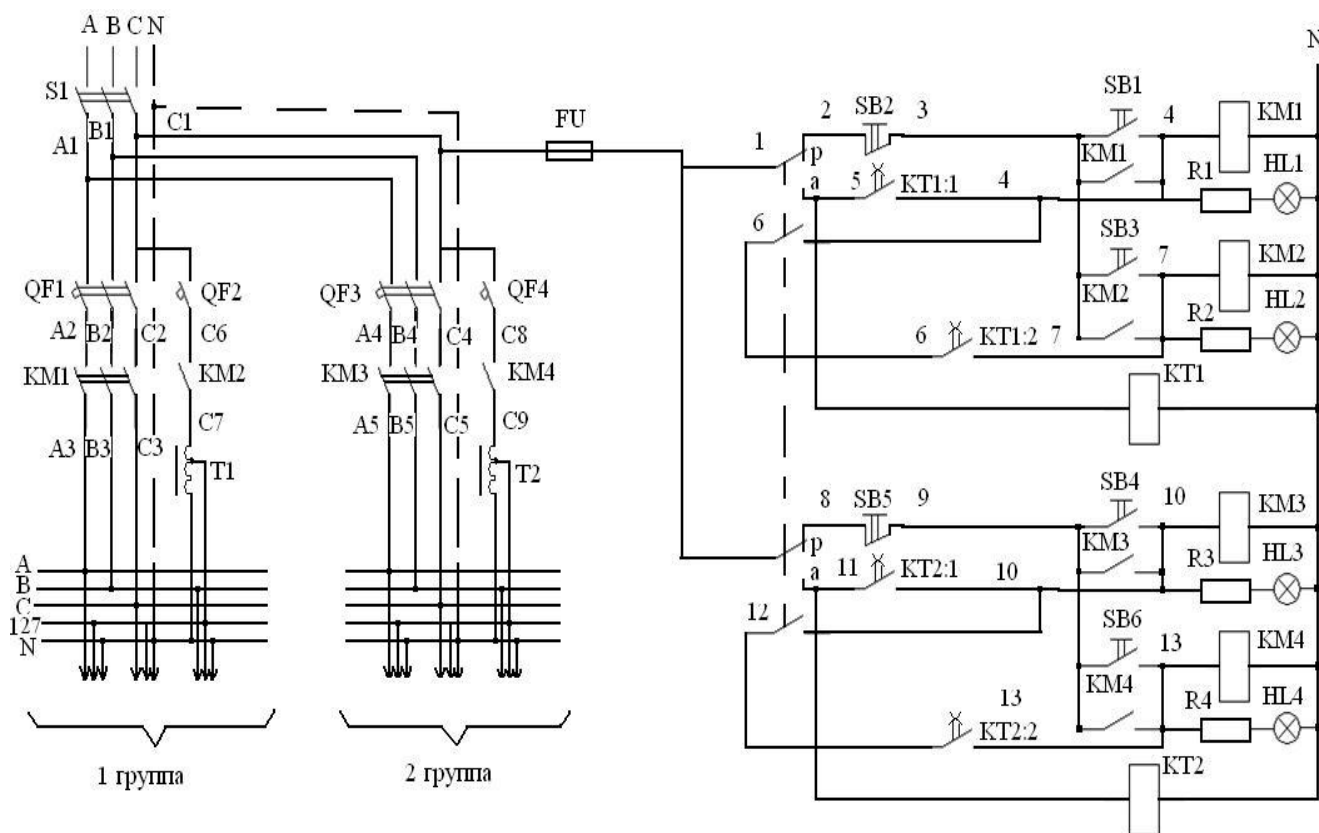 A B C N
N
S1
B1
C1
A1
FU
1
2
SB2
3
SB1
4
KM1
р
KM1
R1
HL1
а
5
KT1:1
4
6
SB3
7
KM2
KM2
R2
HL2
6
KT1:2
7
KT1
QF1
QF2
QF3
QF4
A2
B2
C2
C6
A4
B4
C4
C8
KM1
KM2
KM3
KM4
A3
B3
C3
C7
A5
B5
C5
C9
T1
T2
8
SB5
9
SB4
10
KM3
р
KM3
R3
HL3
а
11
KT2:1
10
12
SB6
13
KM4
KM4
R4
HL4
13
KT2:2
KT2
A
B
C
127
N
1 группа
2 группа